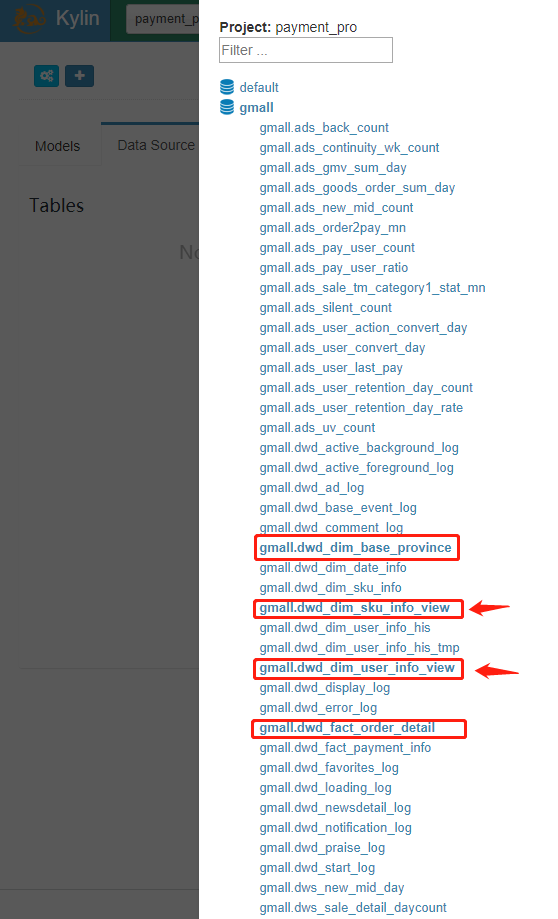 Kylin
payment_p
Models
Data Source
Tables
No
Project: payment_pro
Filter ...
default
gmall
gmall.ads_back_count
gmall.ads_continuity_wk_count
gmall.ads_gmv_sum_day
gmall.ads_goods_order_sum_day
gmall.ads_new_mid_count
gmall.ads_order2pay_mn
gmall.ads_pay_user_count
gmall.ads_pay_user_ratio
gmall.ads_sale_tm_category1_stat_mn
gmall.ads_silent_count
gmall.ads_user_action_convert_day
gmall.ads_user_convert_day
gmall.ads_user_last_pay
gmall.ads_user_retention_day_count
gmall.ads_user_retention_day_rate
gmall.ads_uv_count
gmall.dwd_active_background_log
gmall.dwd_active_foreground_log
gmall.dwd_ad_log
gmall.dwd_base_event_log
gmall.dwd_comment_log
gmall.dwd_dim_base_province
gmall.dwd_dim_date_info
gmall.dwd_dim_sku_info
gmall.dwd_dim_sku_info_view
gmall.dwd_dim_user_info_his
gmall.dwd_dim_user_info_his_tmp
gmall.dwd_dim_user_info_view
gmall.dwd_display_log
gmall.dwd_error_log
gmall.dwd_fact_order_detail
gmall.dwd_fact_payment_info
gmall.dwd_favorites_log
gmall.dwd_loading_log
gmall.dwd_newsdetail_log
gmall.dwd_notification_log
gmall.dwd_praise_log
gmall.dwd_start_log
gmall.dws_new_mid_day
gmall.dws_sale_detail_daycount